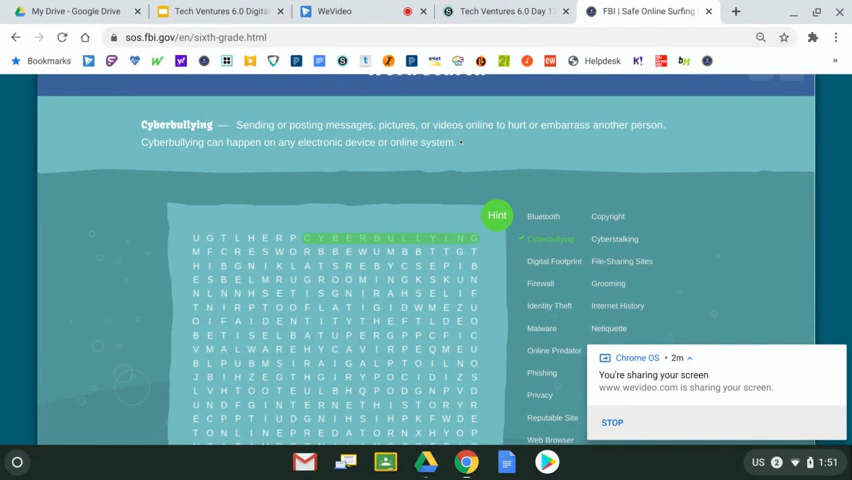 My Drive - Google Drive
Tech Ventures 6.0 Digita
WeVideo
Tech Ventures 6.0 Day 1
FBI | Safe Online Surfing
sos.fbi.gov/en/sixth-grade.html
Bookmarks
Helpdesk
Cyberbullying — Sending or posting messages, pictures, or videos online to hurt or embarrass another person.
Cyberbullying can happen on any electronic device or online system.
Hint
U G T L H E R P C Y B E R B U L L Y I N G
M F C R E S W O R B B E W U M B B T T G T
H I B G N I K L A T S R E B Y C S E P I B
E S B E L M R U G R O O M I N G K S K U N
N L N N H S E T I S G N I R A H S E L I F
T N I R P T O O F L A T I G I D W M E Z U
O I F A I D E N T I T Y T H E F T L D E O
B E T I S E L B A T U P E R G P P C F I C
V M A L W A R E H Y C A V I R P E Q M E U
B L P U B M S I R A I G A L P T O I L N O
J B I H Z E G T H G I R Y P O C I D I Z S
L V H T O O T E U L B H Q P O D G N P V D
U N D F G I N T E R N E T H I S T O R Y R
E C P P T I U D G N I H S I H P K F W D E
T O N L I N E P R E D A T O R N X H Y O P
Bluetooth
Copyright
Cyberbullying
Cyberstalking
Digital Footprint
File-Sharing Sites
Firewall
Grooming
Identity Theft
Internet History
Malware
Netiquette
Online Predator
Phishing
Privacy
Reputable Site
Web Browser
Chrome OS • 2m
You're sharing your screen
www.wevideo.com is sharing your screen.
STOP
US 2 1:51